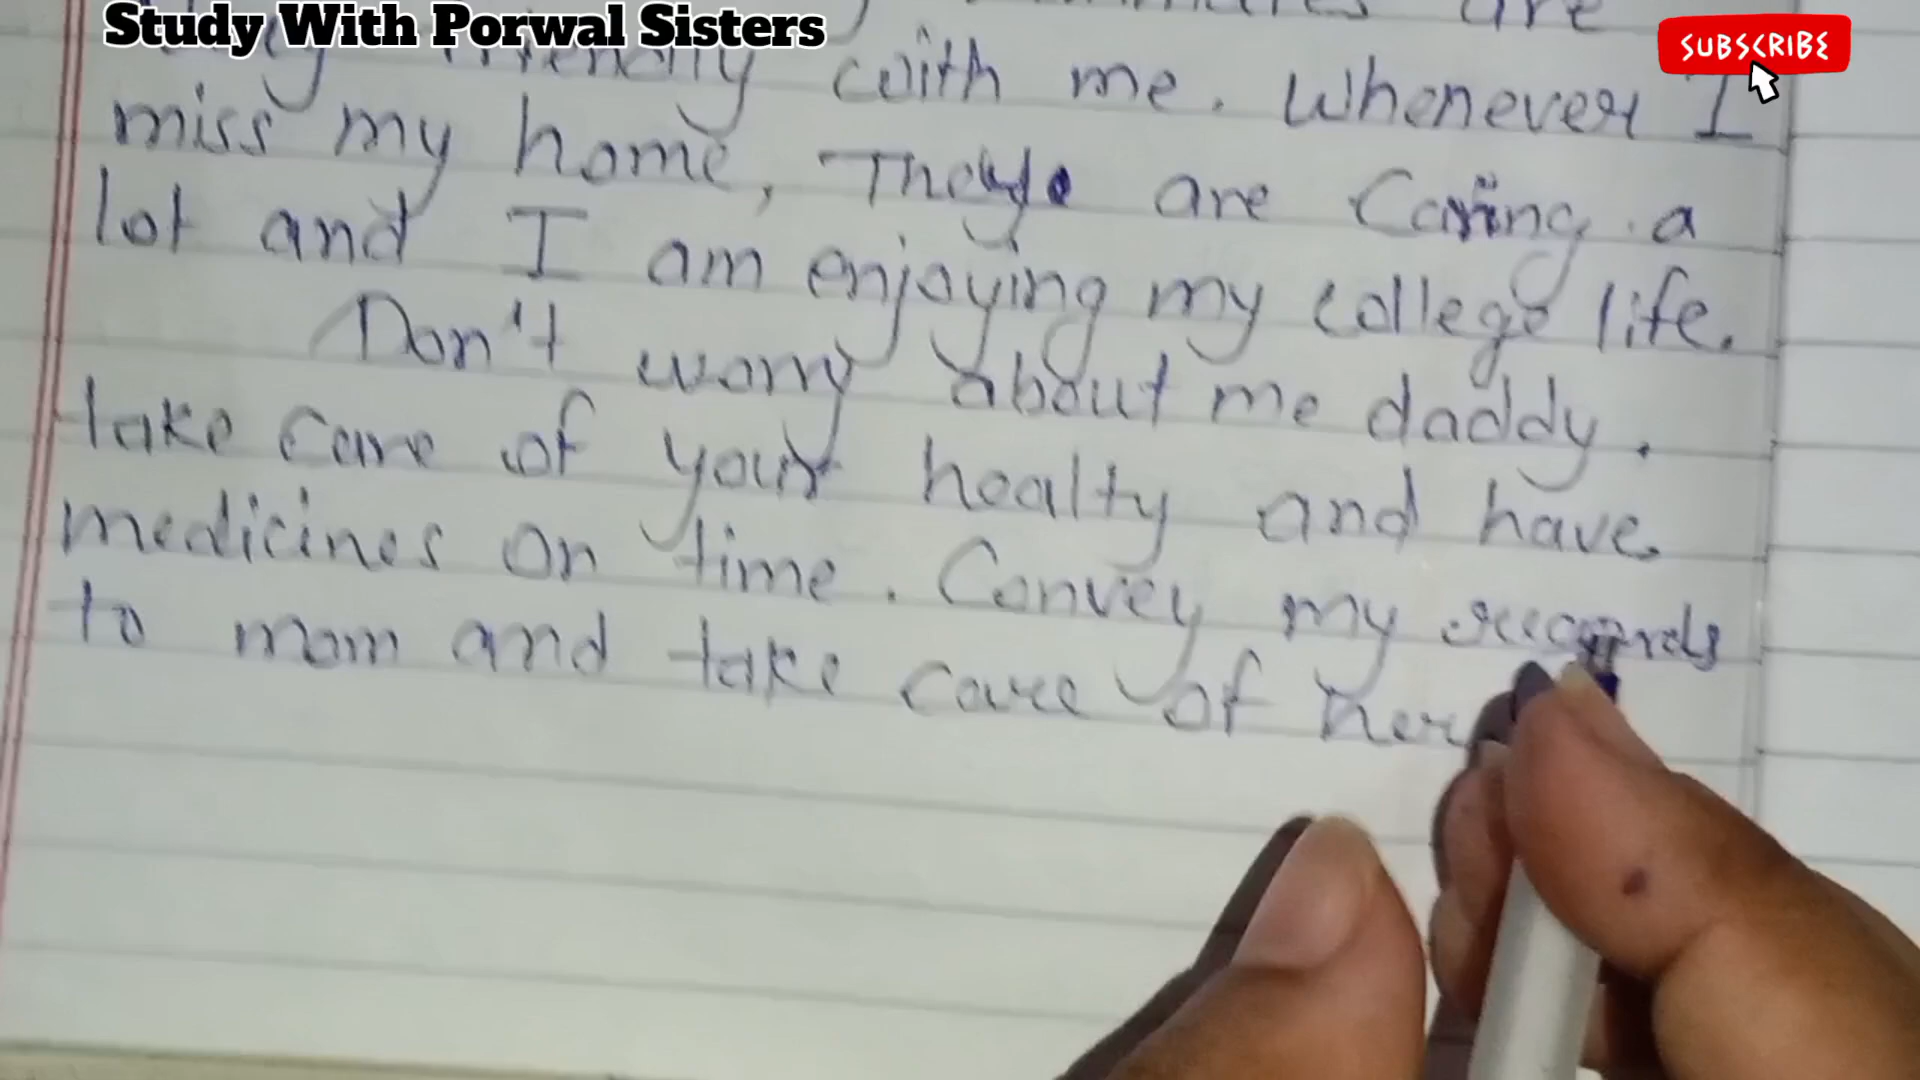 Study With Porwal Sisters
SUBSCRIBE
are
friendly with me. Whenever I
miss my home, They are Caring a
lot and I am enjoying my college life.
Don't worry about me daddy.
take care of your healty and have
medicines on time. Convey my
to mom and take care of her